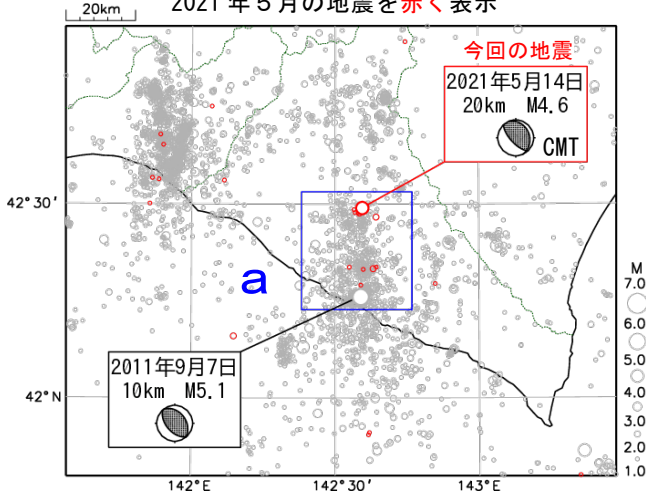 20km
2021年5月の地震を赤く表示
今回の地震
2021年5月14日
20km M4.6
CMT
42°30′
a
M
7.0
6.0
5.0
4.0
3.0
2.0
1.0
2011年9月7日
10km M5.1
42°N
142°E
142°30′
143°E